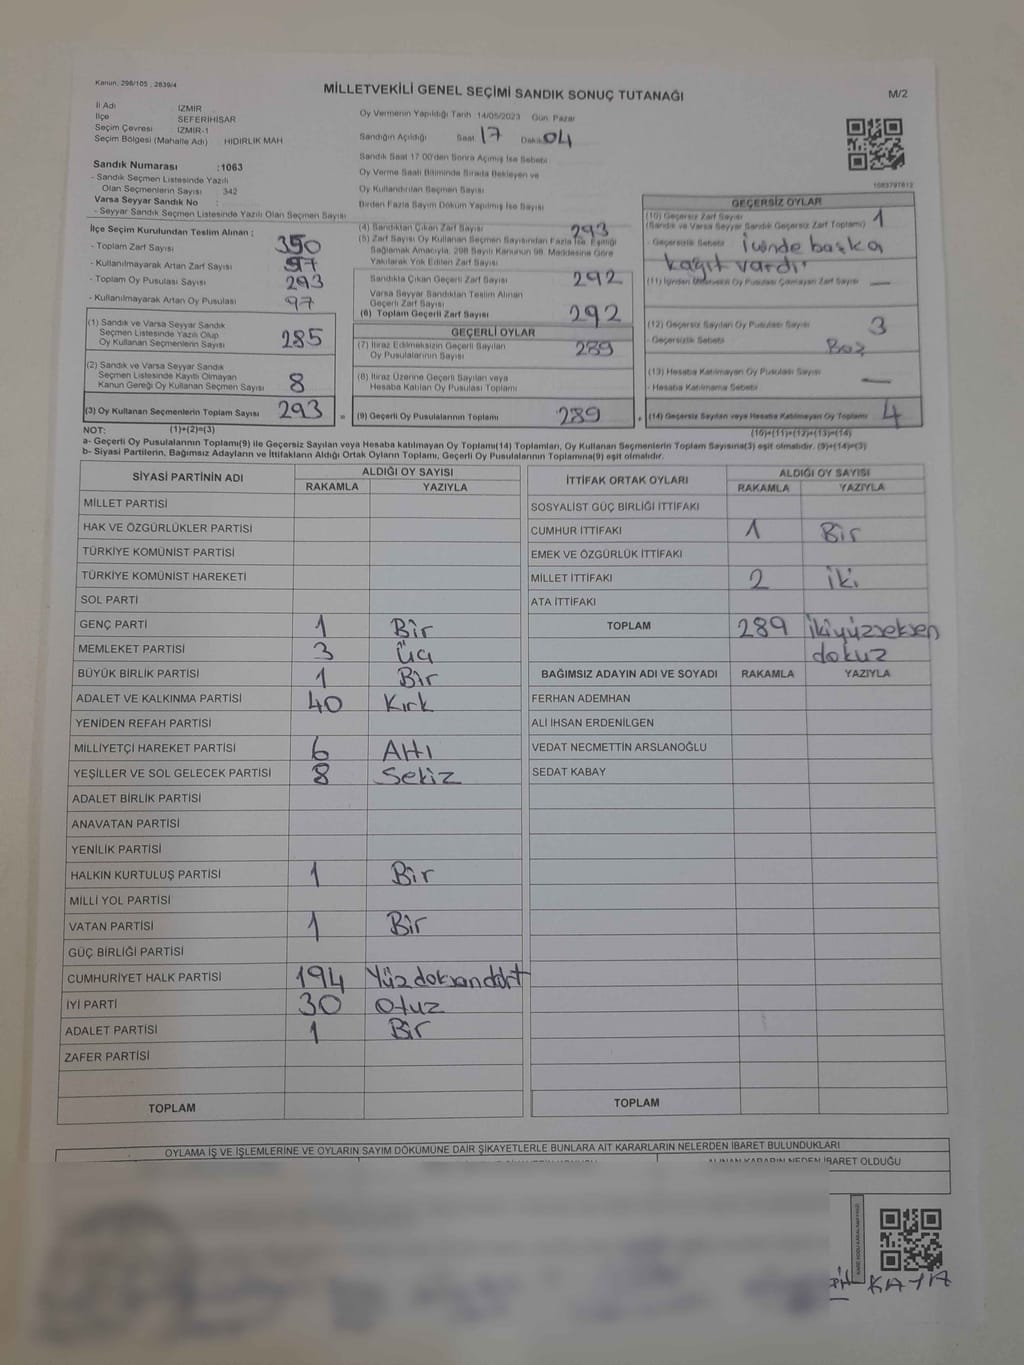 Kanun, 298/105 ; 2839/4
MİLLETVEKİLİ GENEL SEÇİMİ SANDIK SONUÇ TUTANAĞI
M/2
İl Adı : İZMİR
İlçe : SEFERİHİSAR
Seçim Çevresi : İZMİR-1
Seçim Bölgesi (Mahalle Adı) : HIDIRLIK MAH
Sandık Numarası :1063
- Sandık Seçmen Listesinde Yazılı
Olan Seçmenlerin Sayısı : 342
Varsa Seyyar Sandık No :
- Seyyar Sandık Seçmen Listesinde Yazılı Olan Seçmen Sayısı
Oy Vermenin Yapıldığı Tarih :14/05/2023 Gün: Pazar
Sandığın Açıldığı Saat 17 Dakika 04
Sandık Saat 17.00'den Sonra Açılmış İse Sebebi
Oy Verme Saati Bitiminde Sırada Bekleyen ve
Oy Kullandırılan Seçmen Sayısı
Birden Fazla Sayım Döküm Yapılmış İse Sayısı
1063797612
İlçe Seçim Kurulundan Teslim Alınan :
- Toplam Zarf Sayısı 350
- Kullanılmayarak Artan Zarf Sayısı
- Toplam Oy Pusulası Sayısı 293
- Kullanılmayarak Artan Oy Pusulası 97
(1) Sandık ve Varsa Seyyar Sandık
Seçmen Listesinde Yazılı Olup
Oy Kullanan Seçmenlerin Sayısı 285
(2) Sandık ve Varsa Seyyar Sandık
Seçmen Listesinde Kayıtlı Olmayan
Kanun Gereği Oy Kullanan Seçmen Sayısı 8
(3) Oy Kullanan Seçmenlerin Toplam Sayısı 293
(4) Sandıktan Çıkan Zarf Sayısı 293
(5) Zarf Sayısı Oy Kullanan Seçmen Sayısından Fazla İse, Eşitliği
Sağlamak Amacıyla, 298 Sayılı Kanunun 98. Maddesine Göre
Yakılarak Yok Edilen Zarf Sayısı
Sandıkta Çıkan Geçerli Zarf Sayısı 292
Varsa Seyyar Sandıktan Teslim Alınan
Geçerli Zarf Sayısı
(6) Toplam Geçerli Zarf Sayısı 292
GEÇERLİ OYLAR
(7) İtiraz Edilmeksizin Geçerli Sayılan
Oy Pusulalarının Sayısı 289
(8) İtiraz Üzerine Geçerli Sayılan veya
Hesaba Katılan Oy Pusulası Toplamı
= (9) Geçerli Oy Pusulalarının Toplamı 289
GEÇERSİZ OYLAR
(10) Geçersiz Zarf Sayısı 1
(Sandık ve Varsa Seyyar Sandık Geçersiz Zarf Toplamı)
- Geçersizlik Sebebi İçinde başka
kağıt vardı
(12) Geçersiz Sayılan Oy Pusulası Sayısı 3
- Geçersizlik Sebebi
(13) Hesaba Katılmayan Oy Pusulası Sayısı —
- Hesaba Katılmama Sebebi
+ (14) Geçersiz Sayılan veya Hesaba Katılmayan Oy Toplamı 4
NOT: (1)+(2)=(3)
(10)+(11)+(12)+(13)=(14)
a- Geçerli Oy Pusulalarının Toplamı(9) ile Geçersiz Sayılan veya Hesaba katılmayan Oy Toplamı(14) Toplamları, Oy Kullanan Seçmenlerin Toplam Sayısına(3) eşit olmalıdır. (9)+(14)=(3)
b- Siyasi Partilerin, Bağımsız Adayların ve İttifakların Aldığı Ortak Oyların Toplamı, Geçerli Oy Pusulalarının Toplamına(9) eşit olmalıdır.
SİYASİ PARTİNİN ADI ALDIĞI OY SAYISI
RAKAMLA YAZIYLA
MİLLET PARTİSİ
HAK VE ÖZGÜRLÜKLER PARTİSİ
TÜRKİYE KOMÜNİST PARTİSİ
TÜRKİYE KOMÜNİST HAREKETİ
SOL PARTİ
GENÇ PARTİ 1 Bir
MEMLEKET PARTİSİ 3 Üç
BÜYÜK BİRLİK PARTİSİ 1 Bir
ADALET VE KALKINMA PARTİSİ 40 Kırk
YENİDEN REFAH PARTİSİ
MİLLİYETÇİ HAREKET PARTİSİ 6 Altı
YEŞİLLER VE SOL GELECEK PARTİSİ 8 Sekiz
ADALET BİRLİK PARTİSİ
ANAVATAN PARTİSİ
YENİLİK PARTİSİ
HALKIN KURTULUŞ PARTİSİ 1 Bir
MİLLİ YOL PARTİSİ
VATAN PARTİSİ 1 Bir
GÜÇ BİRLİĞİ PARTİSİ
CUMHURİYET HALK PARTİSİ 194 Yüzdoksandört
İYİ PARTİ 30 Otuz
ADALET PARTİSİ 1 Bir
ZAFER PARTİSİ
TOPLAM
İTTİFAK ORTAK OYLARI ALDIĞI OY SAYISI
RAKAMLA YAZIYLA
SOSYALİST GÜÇ BİRLİĞİ İTTİFAKI
CUMHUR İTTİFAKI 1 Bir
EMEK VE ÖZGÜRLÜK İTTİFAKI
MİLLET İTTİFAKI 2 İki
ATA İTTİFAKI
TOPLAM 289 İkiyüzseksen
dokuz
BAĞIMSIZ ADAYIN ADI VE SOYADI RAKAMLA YAZIYLA
FERHAN ADEMHAN
ALİ İHSAN ERDENİLGEN
VEDAT NECMETTİN ARSLANOĞLU
SEDAT KABAY
TOPLAM
OYLAMA İŞ VE İŞLEMLERİNE VE OYLARIN SAYIM DÖKÜMÜNE DAİR ŞİKAYETLERLE BUNLARA AİT KARARLARIN NELERDEN İBARET BULUNDUKLARI
ALINAN KARARIN NEDEN İBARET OLDUĞU
KAYA